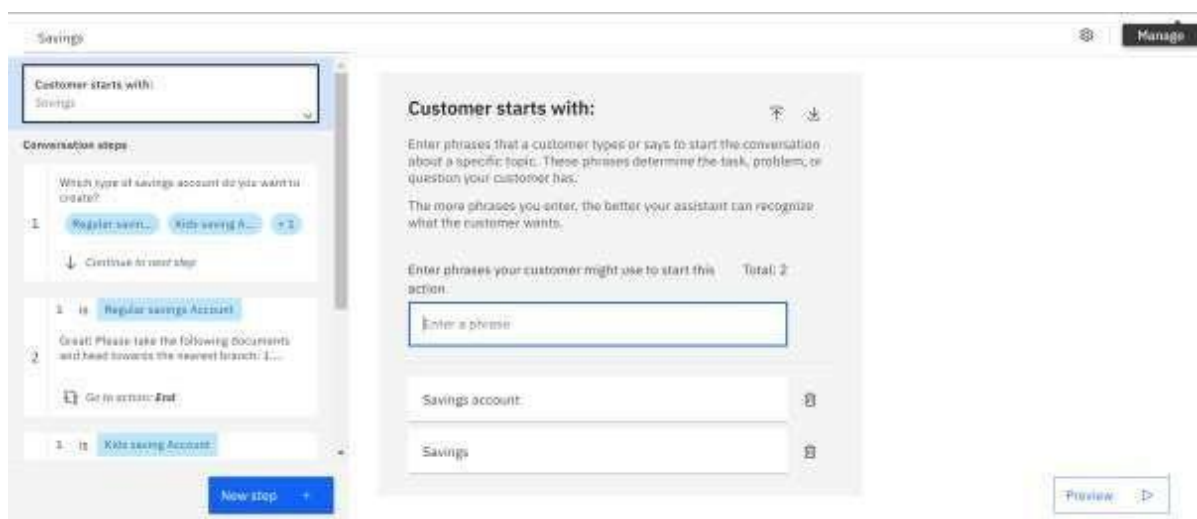 Savings
Manage
Customer starts with:
Savings
Conversation steps
1
Which type of savings account do you want to
create?
Regular savin... Kids saving A... + 1
Continue to next step
2
1 is Regular savings Account
Great! Please take the following documents
and head towards the nearest branch: 1....
Go to action: End
1 is Kids saving Account
New step +
Customer starts with:
Enter phrases that a customer types or says to start the conversation
about a specific topic. These phrases determine the task, problem, or
question your customer has.
The more phrases you enter, the better your assistant can recognize
what the customer wants.
Enter phrases your customer might use to start this Total: 2
action
Enter a phrase
Savings account
Savings
Preview